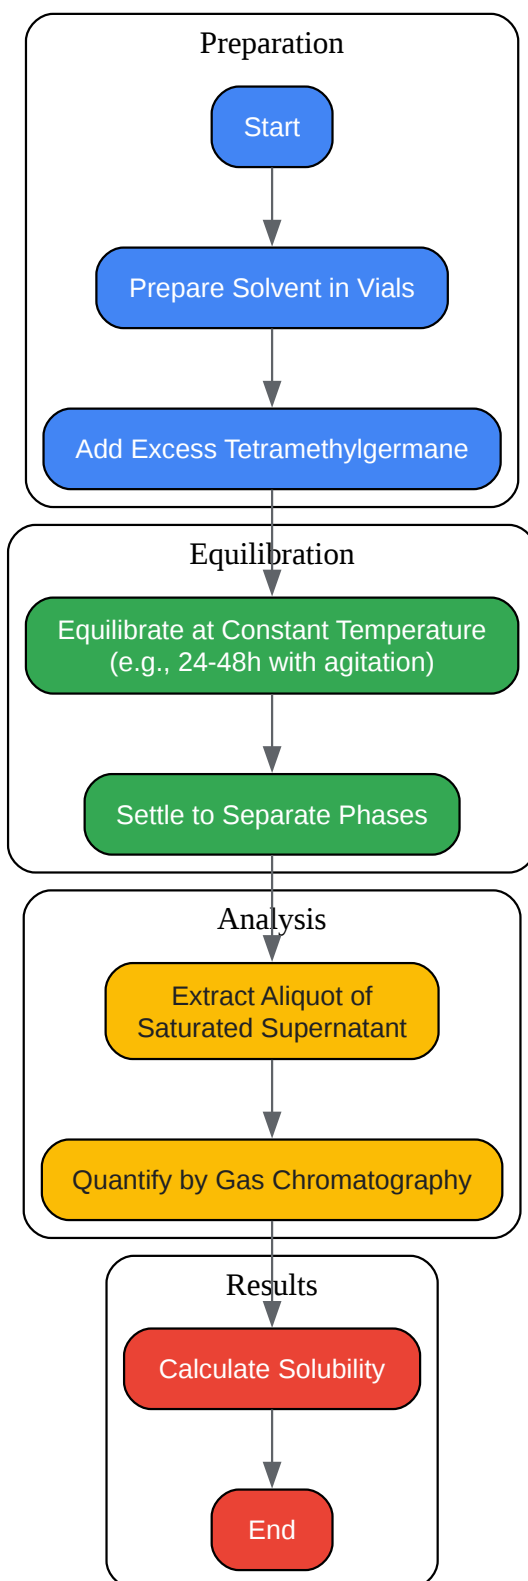 Preparation
Start
Prepare Solvent in Vials
Add Excess Tetramethylgermane
Equilibration
Equilibrate at Constant Temperature
(e.g., 24-48h with agitation)
Settle to Separate Phases
Analysis
Extract Aliquot of
Saturated Supernatant
Quantify by Gas Chromatography
Results
Calculate Solubility
End